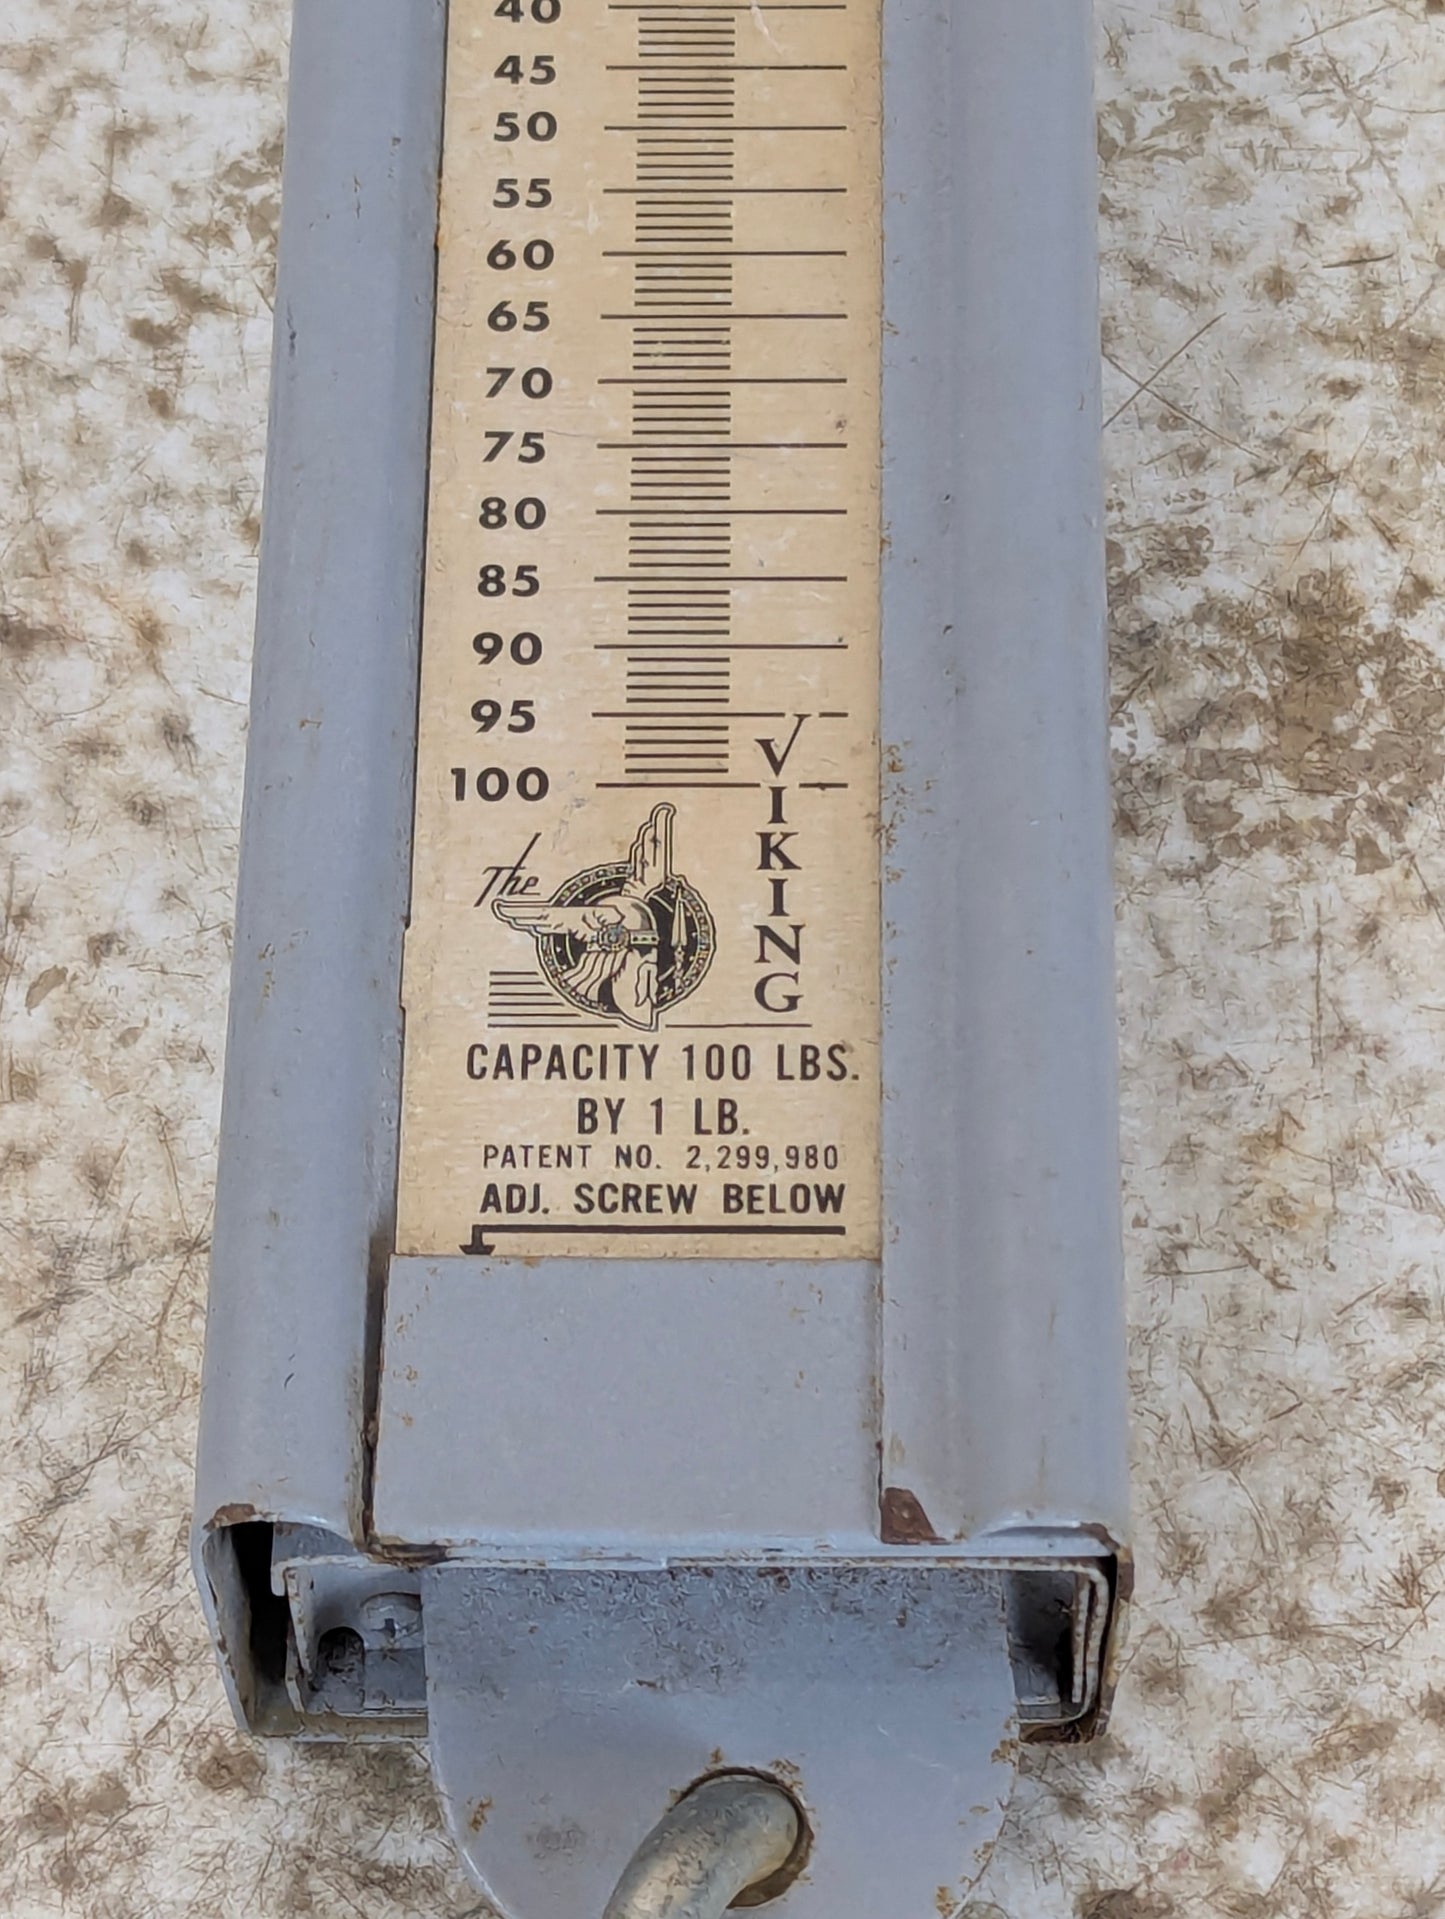 40
45
50
55
60
65
70
75
80
85
90
95
100
The
VIKING
CAPACITY 100 LBS.
BY 1 LB.
PATENT NO. 2,299,980
ADJ. SCREW BELOW